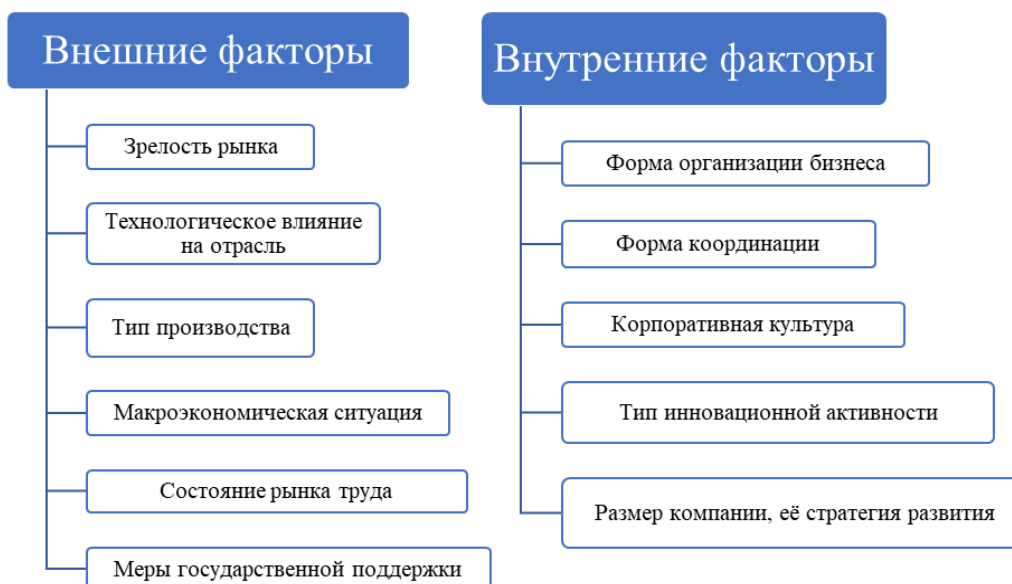 Внешние факторы
Зрелость рынка
Технологическое влияние
на отрасль
Тип производства
Макроэкономическая ситуация
Состояние рынка труда
Меры государственной поддержки
Внутренние факторы
Форма организации бизнеса
Форма координации
Корпоративная культура
Тип инновационной активности
Размер компании, её стратегия развития